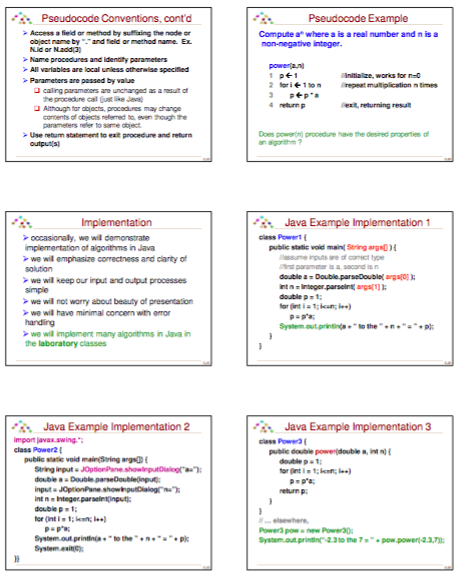 Pseudocode Conventions, cont'd
➢ Access a field or method by suffixing the node or
object name by "." and field or method name. Ex.
N.id or N.add(3)
➢ Name procedures and identify parameters
➢ All variables are local unless otherwise specified
➢ Parameters are passed by value
❑ calling parameters are unchanged as a result of
the procedure call (just like Java)
❑ Although for objects, procedures may change
contents of objects referred to, even though the
parameters refer to same object.
➢ Use return statement to exit procedure and return
output(s)
Pseudocode Example
Compute aⁿ where a is a real number and n is a
non-negative integer.
power(a,n)
1 p ← 1 //initialize, works for n=0
2 for i ← 1 to n //repeat multiplication n times
3 p ← p * a
4 return p //exit, returning result
Does power(n) procedure have the desired properties of
an algorithm ?
Implementation
➢ occasionally, we will demonstrate
implementation of algorithms in Java
➢ we will emphasize correctness and clarity of
solution
➢ we will keep our input and output processes
simple
➢ we will not worry about beauty of presentation
➢ we will have minimal concern with error
handling
➢ we will implement many algorithms in Java in
the laboratory classes
Java Example Implementation 1
class Power1 {
public static void main( String args[] ) {
//assume inputs are of correct type
//first parameter is a, second is n
double a = Double.parseDouble( args[0] );
int n = Integer.parseInt( args[1] );
double p = 1;
for (int i = 1; i<=n; i++)
p = p*a;
System.out.println(a + " to the " + n + " = " + p);
}
}
Java Example Implementation 2
import javax.swing.*;
class Power2 {
public static void main(String args[]) {
String input = JOptionPane.showInputDialog("a=");
double a = Double.parseDouble(input);
input = JOptionPane.showInputDialog("n=");
int n = Integer.parseInt(input);
double p = 1;
for (int i = 1; i<=n; i++)
p = p*a;
System.out.println(a + " to the " + n + " = " + p);
System.exit(0);
}}
Java Example Implementation 3
class Power3 {
public double power(double a, int n) {
double p = 1;
for (int i = 1; i<=n; i++)
p = p*a;
return p;
}
}
// ... elsewhere,
Power3 pow = new Power3();
System.out.println("-2.3 to the 7 = " + pow.power(-2.3,7));